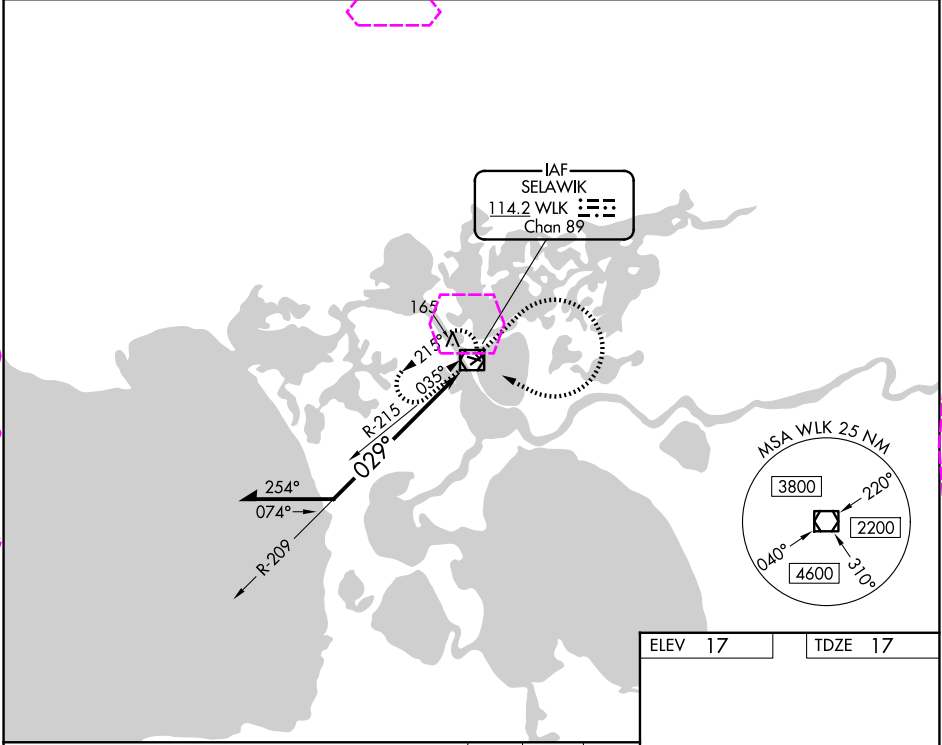 IAF
SELAWIK
114.2 WLK
Chan 89
165
215°
035°
R-215
029°
254°
074°
R-209
MSA WLK 25 NM
3800
220°
2200
040°
4600
310°
ELEV 17
TDZE 17